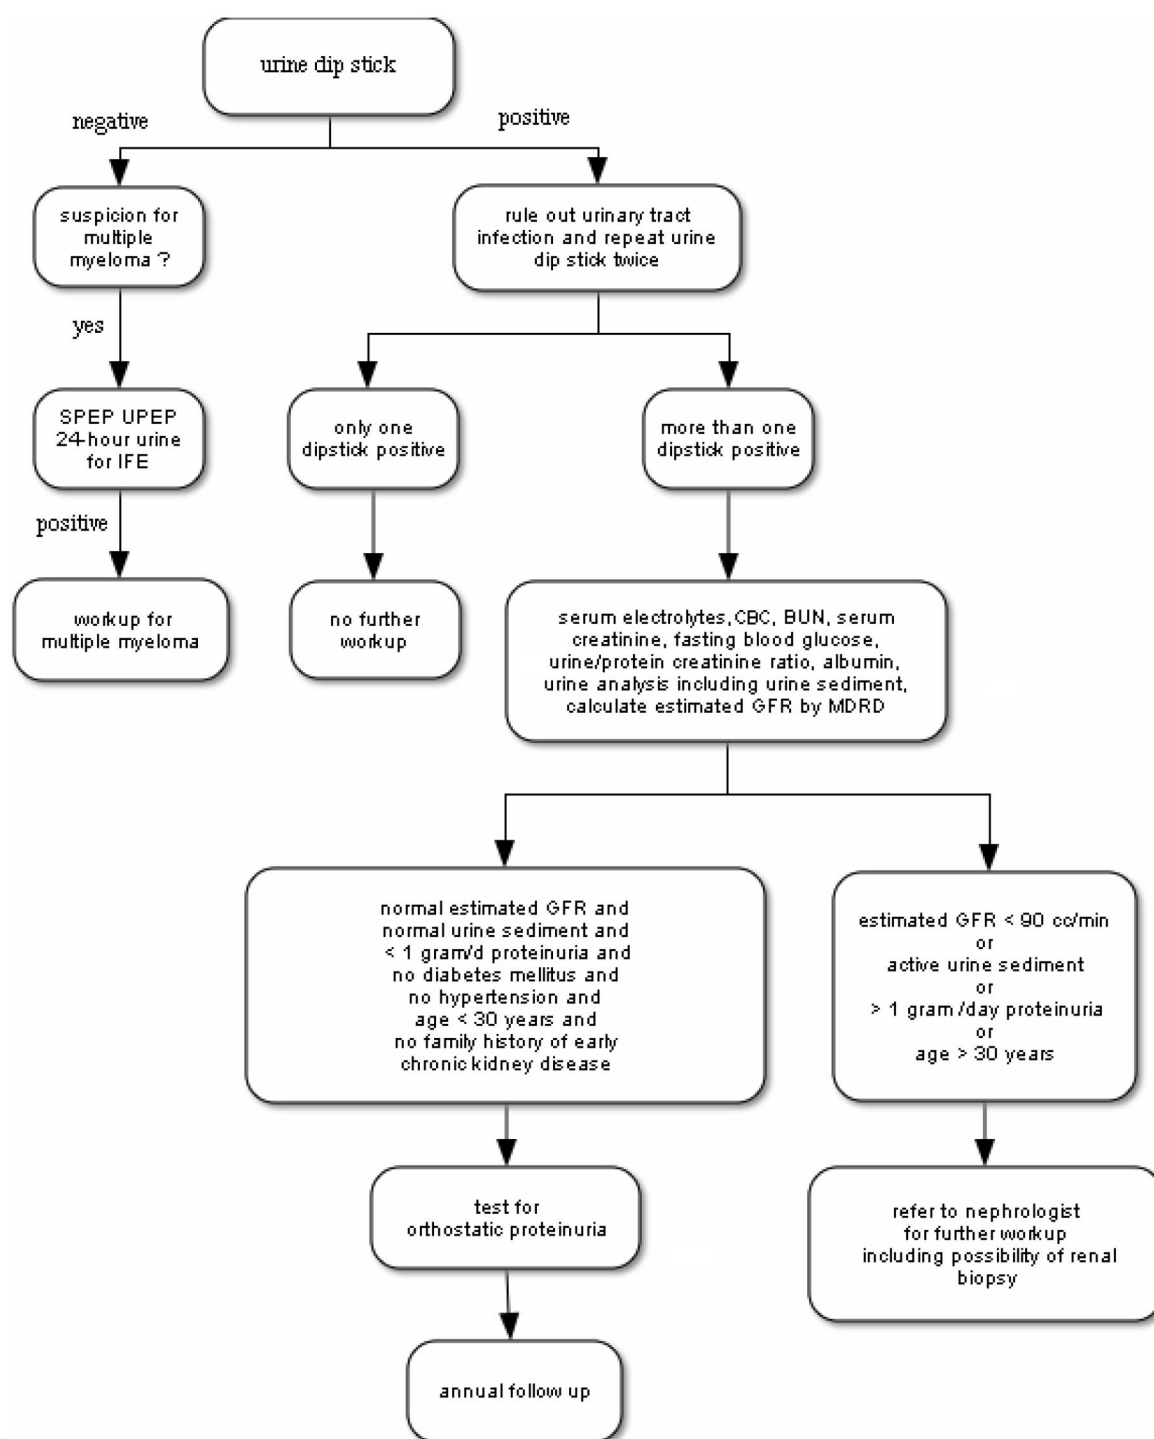 urine dip stick
negative
positive
suspicion for
multiple
myeloma ?
rule out urinary tract
infection and repeat urine
dip stick twice
yes
SPEP UPEP
24-hour urine
for IFE
only one
dipstick positive
more than one
dipstick positive
positive
workup for
multiple myeloma
no further
workup
serum electrolytes, CBC, BUN, serum
creatinine, fasting blood glucose,
urine/protein creatinine ratio, albumin,
urine analysis including urine sediment,
calculate estimated GFR by MDRD
normal estimated GFR and
normal urine sediment and
< 1 gram/d proteinuria and
no diabetes mellitus and
no hypertension and
age < 30 years and
no family history of early
chronic kidney disease
estimated GFR < 90 cc/min
or
active urine sediment
or
> 1 gram /day proteinuria
or
age > 30 years
test for
orthostatic proteinuria
refer to nephrologist
for further workup
including possibility of renal
biopsy
annual follow up